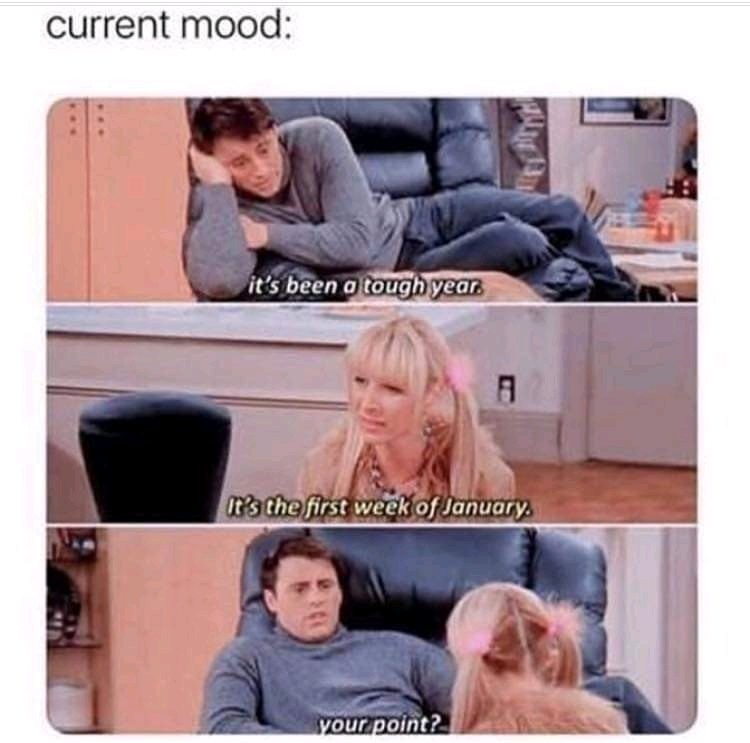 current mood:
it's been a tough year.
It's the first week of January.
your point?